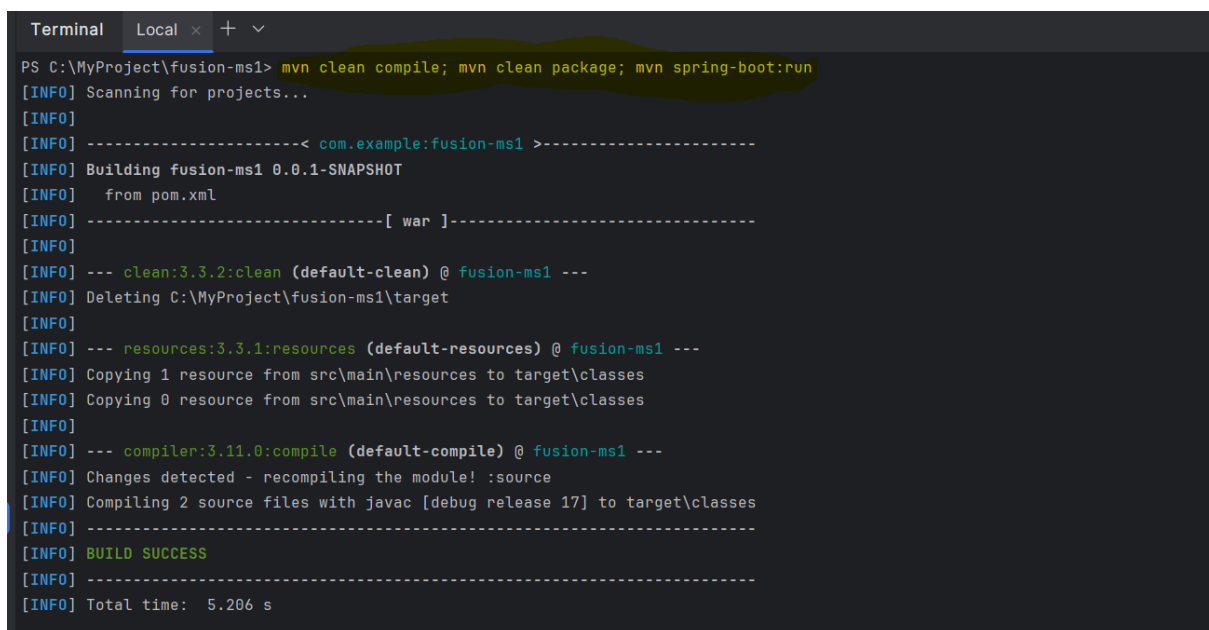 Terminal Local × +
PS C:\MyProject\fusion-ms1> mvn clean compile; mvn clean package; mvn spring-boot:run
[INFO] Scanning for projects...
[INFO]
[INFO] -----------------------< com.example:fusion-ms1 >-----------------------
[INFO] Building fusion-ms1 0.0.1-SNAPSHOT
[INFO]   from pom.xml
[INFO] --------------------------------[ war ]---------------------------------
[INFO]
[INFO] --- clean:3.3.2:clean (default-clean) @ fusion-ms1 ---
[INFO] Deleting C:\MyProject\fusion-ms1\target
[INFO]
[INFO] --- resources:3.3.1:resources (default-resources) @ fusion-ms1 ---
[INFO] Copying 1 resource from src\main\resources to target\classes
[INFO] Copying 0 resource from src\main\resources to target\classes
[INFO]
[INFO] --- compiler:3.11.0:compile (default-compile) @ fusion-ms1 ---
[INFO] Changes detected - recompiling the module! :source
[INFO] Compiling 2 source files with javac [debug release 17] to target\classes
[INFO] ------------------------------------------------------------------------
[INFO] BUILD SUCCESS
[INFO] ------------------------------------------------------------------------
[INFO] Total time:  5.206 s